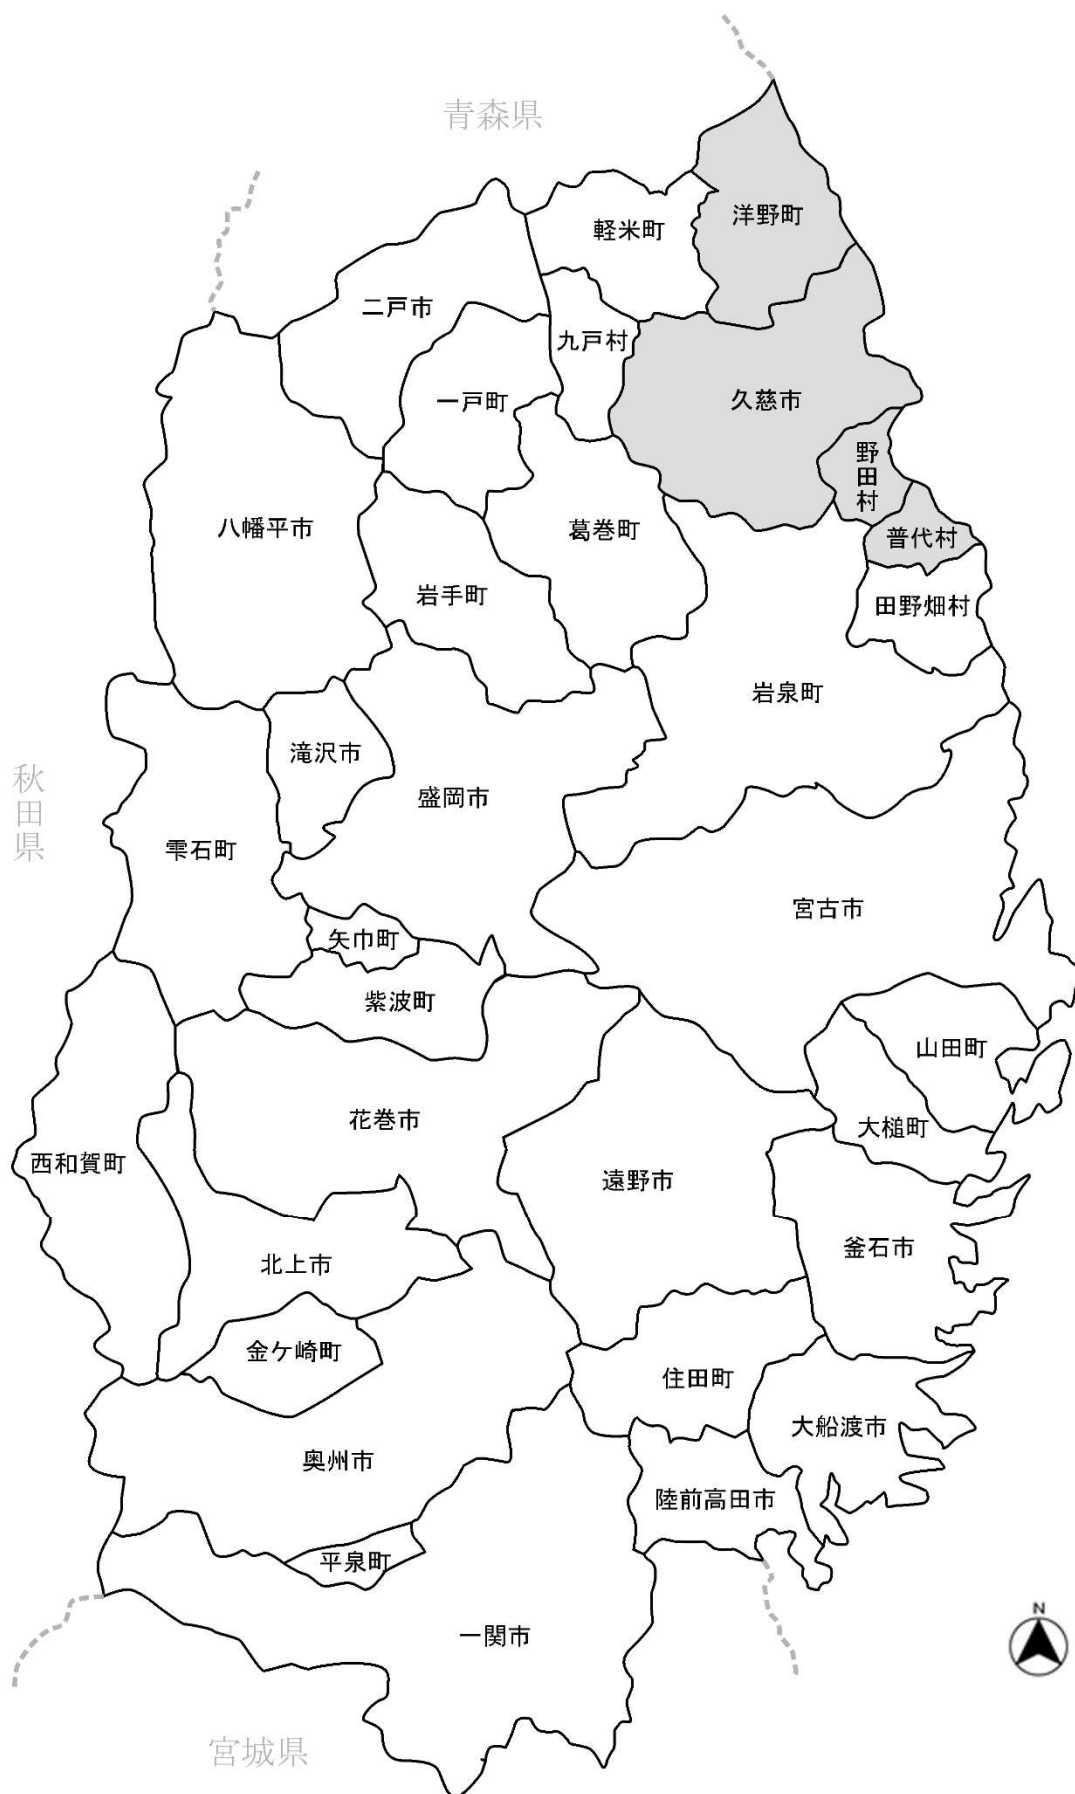 青森県
洋野町
軽米町
二戸市
九戸村
一戸町
久慈市
野田村
八幡平市
葛巻町
普代村
岩手町
田野畑村
岩泉町
滝沢市
秋田県
盛岡市
雫石町
宮古市
矢巾町
紫波町
山田町
花巻市
大槌町
西和賀町
遠野市
釜石市
北上市
金ケ崎町
住田町
大船渡市
奥州市
陸前高田市
平泉町
N
一関市
宮城県